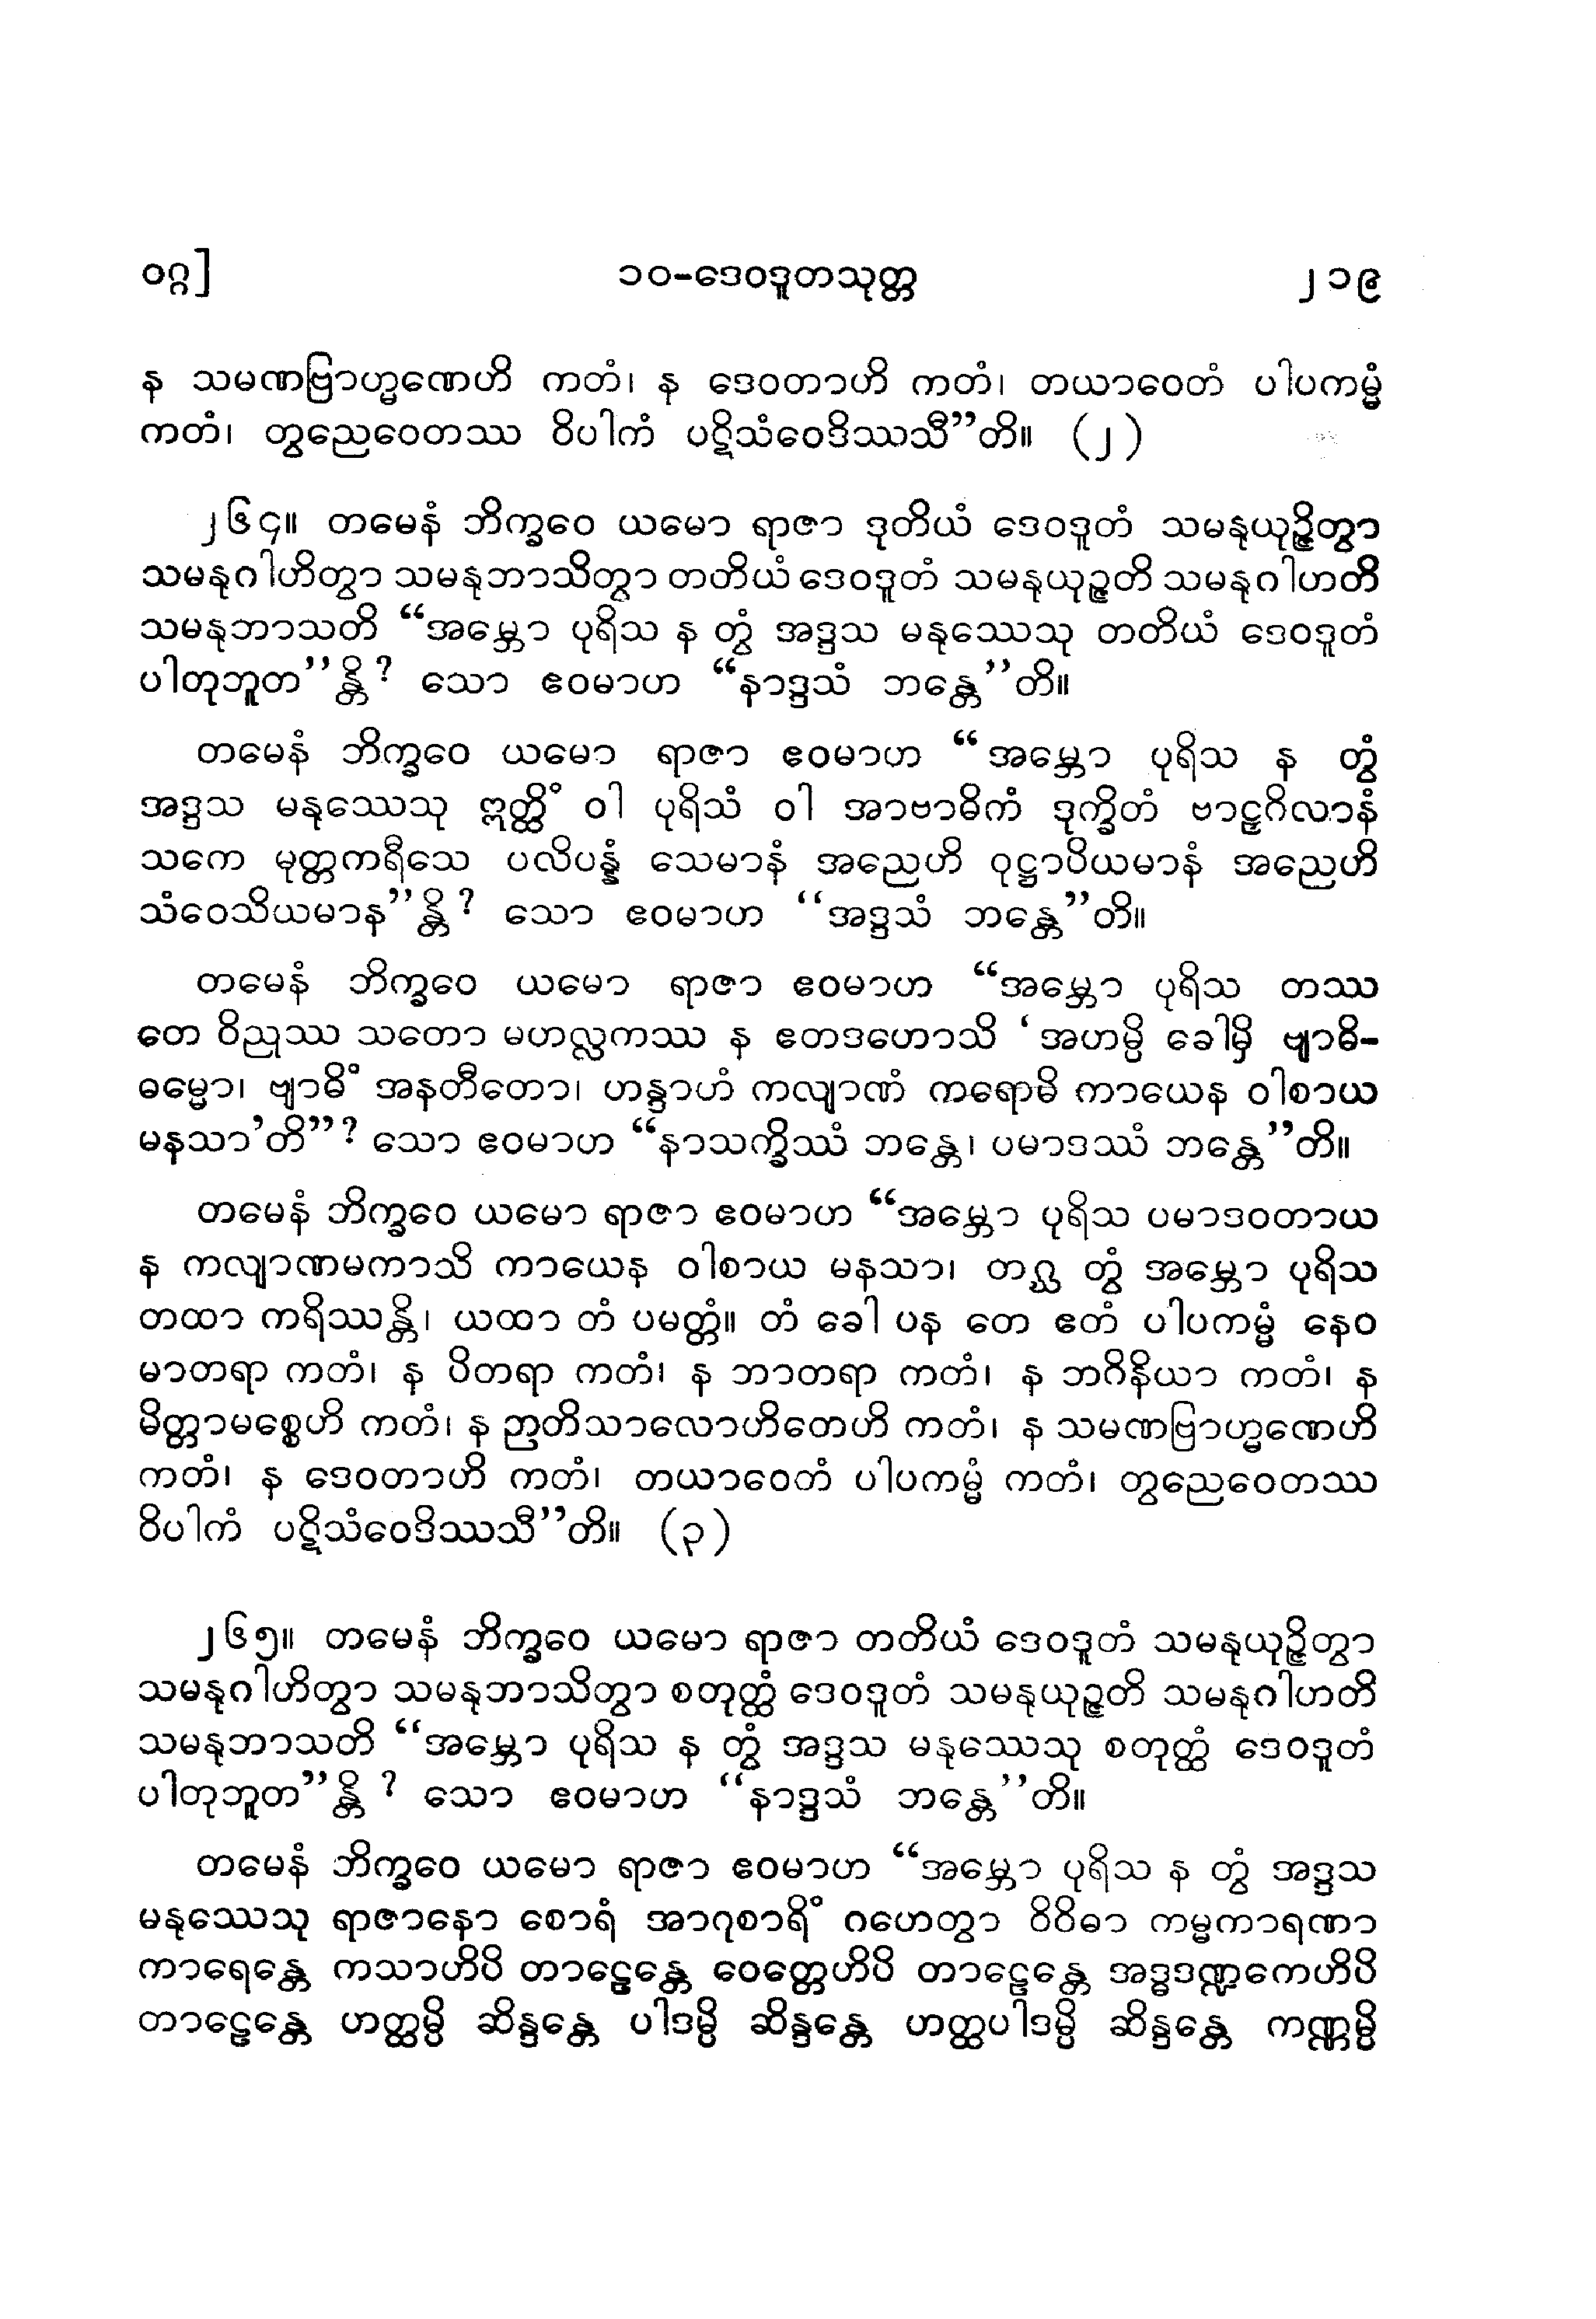 ဝဂ္ဂ] ၁၀-ဒေဝဒူတသုတ္တ ၂၁၉
န သမဏဗြာဟ္မဏေဟိ ကတံ၊ န ဒေဝတာဟိ ကတံ၊ တယာဝေတံ ပါပကမ္မံ
ကတံ၊ တွညေဝေတဿ ဝိပါကံ ပဋိသံဝေဒိဿသီ”တိ။ (၂)
၂၆၄။ တမေနံ ဘိက္ခဝေ ယမော ရာဇာ ဒုတိယံ ဒေဝဒူတံ သမနုယုဉ္ဇိတွာ
သမနုဂါဟိတွာ သမနုဘာသိတွာ တတိယံ ဒေဝဒူတံ သမနုယုဉ္ဇတိ သမနုဂါဟတိ
သမနုဘာသတိ “အမ္ဘော ပုရိသ န တွံ အဒ္ဒသ မနုဿေသု တတိယံ ဒေဝဒူတံ
ပါတုဘူတ”န္တိ? သော ဧဝမာဟ “နာဒ္ဒသံ ဘန္တေ”တိ။
တမေနံ ဘိက္ခဝေ ယမော ရာဇာ ဧဝမာဟ “အမ္ဘော ပုရိသ န တွံ
အဒ္ဒသ မနုဿေသု ဣတ္ထိံ ဝါ ပုရိသံ ဝါ အာဗာဓိကံ ဒုက္ခိတံ ဗာဠှဂိလာနံ
သကေ မုတ္တကရီသေ ပလိပန္နံ သေမာနံ အညေဟိ ဝုဋ္ဌာပိယမာနံ အညေဟိ
သံဝေသိယမာန”န္တိ? သော ဧဝမာဟ “အဒ္ဒသံ ဘန္တေ”တိ။
တမေနံ ဘိက္ခဝေ ယမော ရာဇာ ဧဝမာဟ “အမ္ဘော ပုရိသ တဿ
တေ ဝိညုဿ သတော မဟလ္လကဿ န ဧတဒဟောသိ ‘အဟမ္ပိ ခေါမှိ ဗျာဓိ-
ဓမ္မော၊ ဗျာဓိံ အနတီတော၊ ဟန္ဒာဟံ ကလျာဏံ ကရောမိ ကာယေန ဝါစာယ
မနသာ’တိ”? သော ဧဝမာဟ “နာသက္ခိဿံ ဘန္တေ၊ ပမာဒဿံ ဘန္တေ”တိ။
တမေနံ ဘိက္ခဝေ ယမော ရာဇာ ဧဝမာဟ “အမ္ဘော ပုရိသ ပမာဒဝတာယ
န ကလျာဏမကာသိ ကာယေန ဝါစာယ မနသာ၊ တဂ္ဃ တွံ အမ္ဘော ပုရိသ
တထာ ကရိဿန္တိ၊ ယထာ တံ ပမတ္တံ။ တံ ခေါ ပန တေ ဧတံ ပါပကမ္မံ နေဝ
မာတရာ ကတံ၊ န ပိတရာ ကတံ၊ န ဘာတရာ ကတံ၊ န ဘဂိနိယာ ကတံ၊ န
မိတ္တာမစ္စေဟိ ကတံ၊ န ဉာတိသာလောဟိတေဟိ ကတံ၊ န သမဏဗြာဟ္မဏေဟိ
ကတံ၊ န ဒေဝတာဟိ ကတံ၊ တယာဝေတံ ပါပကမ္မံ ကတံ၊ တွညေဝေတဿ
ဝိပါကံ ပဋိသံဝေဒိဿသီ”တိ။ (၃)
၂၆၅။ တမေနံ ဘိက္ခဝေ ယမော ရာဇာ တတိယံ ဒေဝဒူတံ သမနုယုဉ္ဇိတွာ
သမနုဂါဟိတွာ သမနုဘာသိတွာ စတုတ္ထံ ဒေဝဒူတံ သမနုယုဉ္ဇတိ သမနုဂါဟတိ
သမနုဘာသတိ “အမ္ဘော ပုရိသ န တွံ အဒ္ဒသ မနုဿေသု စတုတ္ထံ ဒေဝဒူတံ
ပါတုဘူတ”န္တိ? သော ဧဝမာဟ “နာဒ္ဒသံ ဘန္တေ”တိ။
တမေနံ ဘိက္ခဝေ ယမော ရာဇာ ဧဝမာဟ “အမ္ဘော ပုရိသ န တွံ အဒ္ဒသ
မနုဿေသု ရာဇာနော စောရံ အာဂုစာရိံ ဂဟေတွာ ဝိဝိဓာ ကမ္မကာရဏာ
ကာရေန္တေ ကသာဟိပိ တာဠေန္တေ ဝေတ္တေဟိပိ တာဠေန္တေ အဒ္ဓဒဏ္ဍကေဟိပိ
တာဠေန္တေ ဟတ္ထမ္ပိ ဆိန္ဒန္တေ ပါဒမ္ပိ ဆိန္ဒန္တေ ဟတ္ထပါဒမ္ပိ ဆိန္ဒန္တေ ကဏ္ဏမ္ပိ